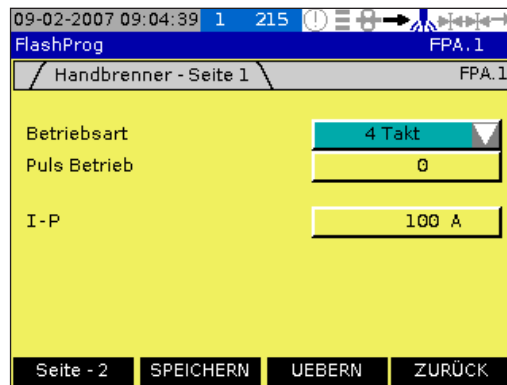 09-02-2007 09:04:39 1 215
FlashProg FPA.1
Handbrenner - Seite 1 FPA.1
Betriebsart 4 Takt
Puls Betrieb 0
I-P 100 A
Seite - 2 SPEICHERN UEBERN ZURÜCK